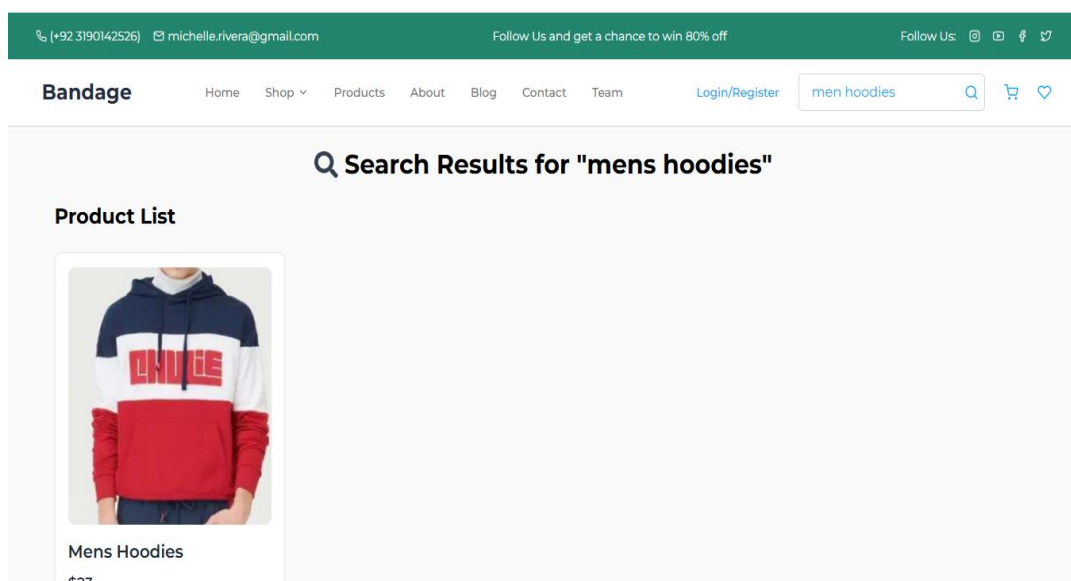 (+92 3190142526) michelle.rivera@gmail.com Follow Us and get a chance to win 80% off Follow Us:
Bandage Home Shop Products About Blog Contact Team Login/Register men hoodies
Search Results for "mens hoodies"
Product List
CHULIE
Mens Hoodies